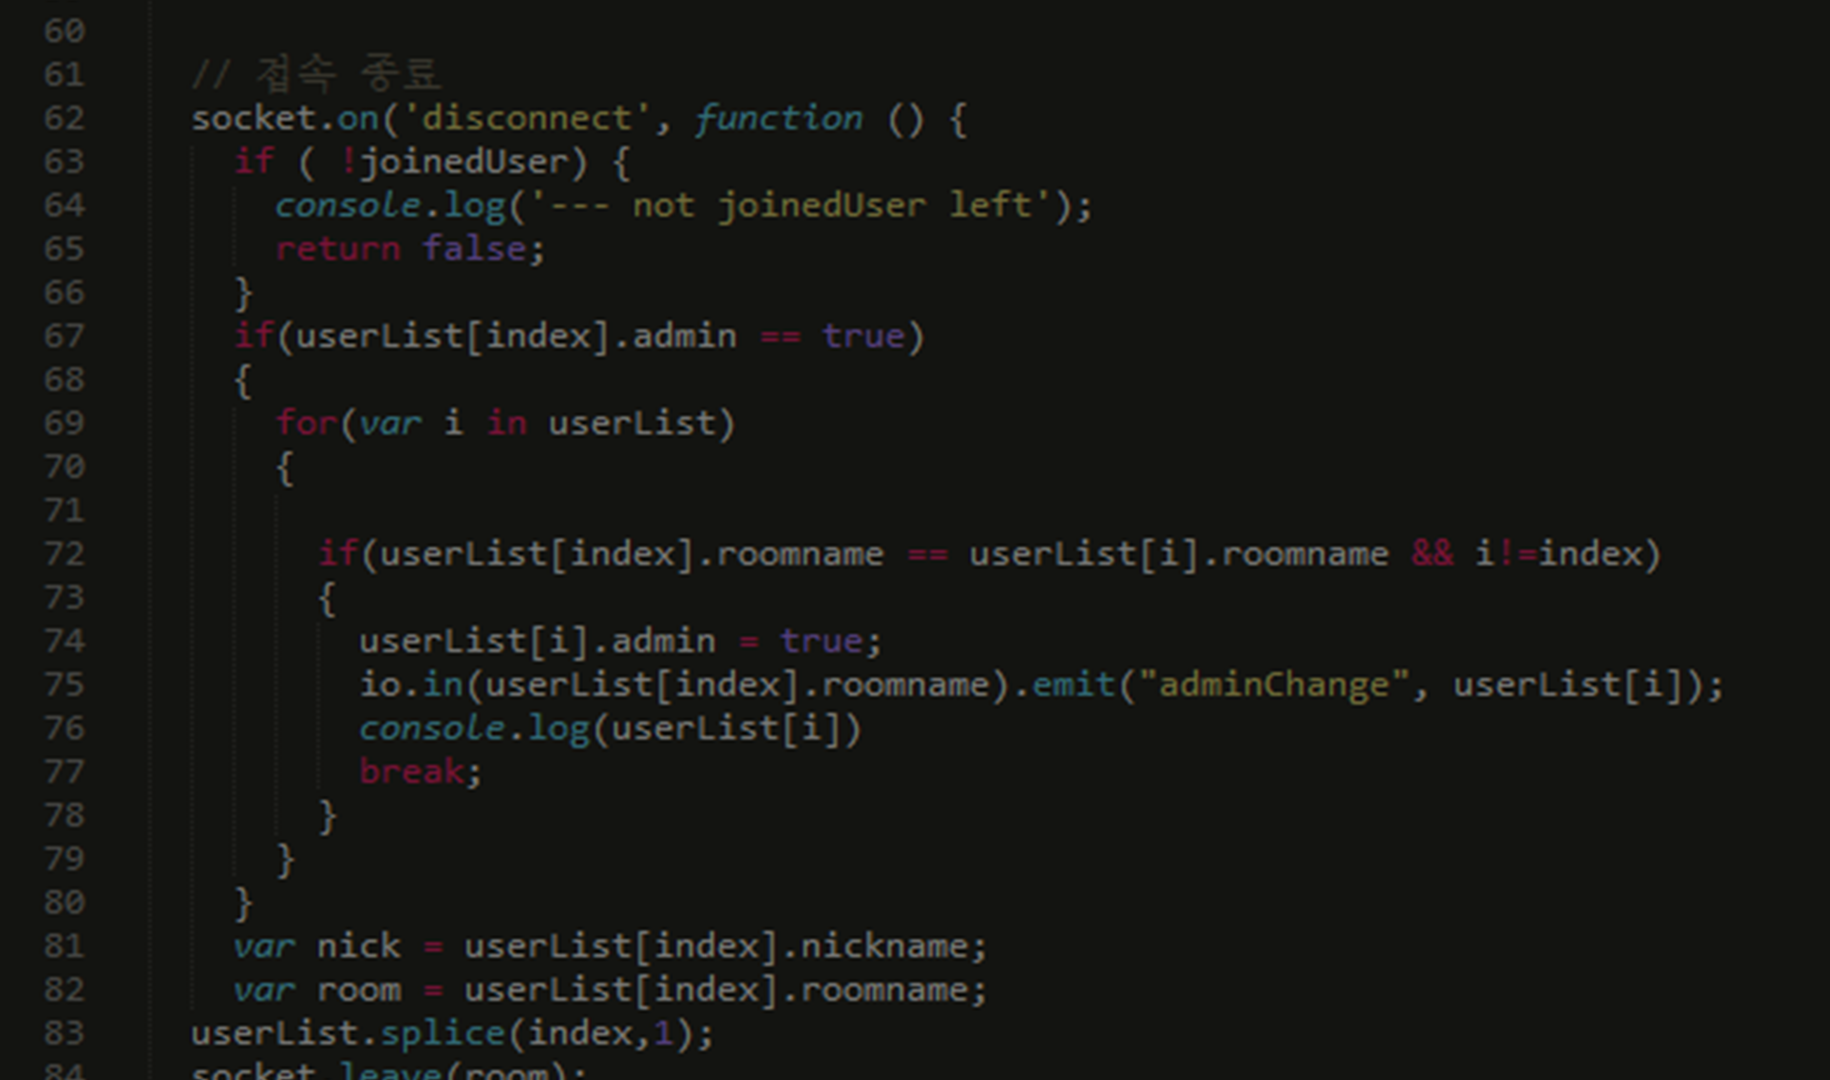 60
61 // 접속 종료
62 socket.on('disconnect', function () {
63 if ( !joinedUser) {
64 console.log('--- not joinedUser left');
65 return false;
66 }
67 if(userList[index].admin == true)
68 {
69 for(var i in userList)
70 {
71
72 if(userList[index].roomname == userList[i].roomname && i!=index)
73 {
74 userList[i].admin = true;
75 io.in(userList[index].roomname).emit("adminChange", userList[i]);
76 console.log(userList[i])
77 break;
78 }
79 }
80 }
81 var nick = userList[index].nickname;
82 var room = userList[index].roomname;
83 userList.splice(index,1);
84 socket.leave(room);